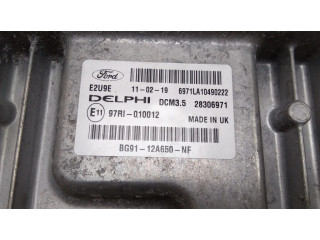 Ford
E2U9E 11-02-19 6971LA10490222
DELPHI DCM3.5 28306971
E11 97RI-010012 MADE IN UK
BG91-12A650-NF